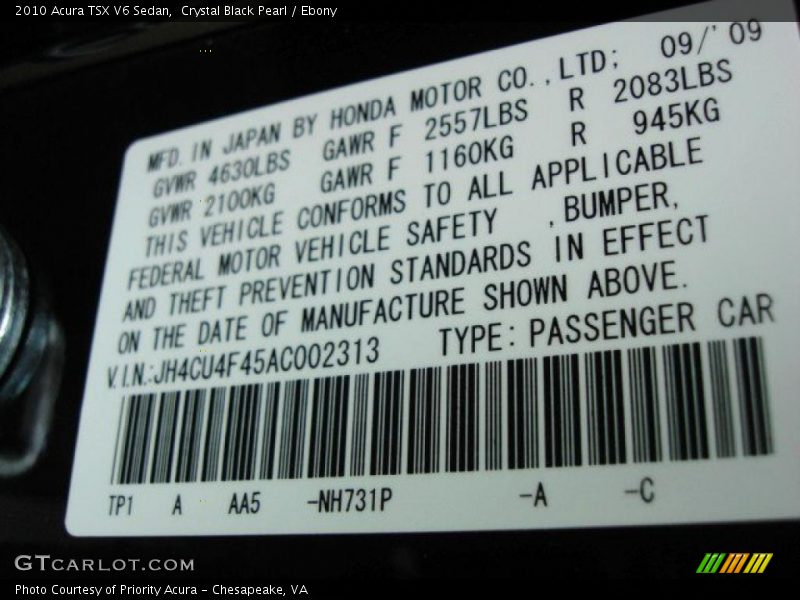 2010 Acura TSX V6 Sedan,  Crystal Black Pearl / Ebony
MFD. IN JAPAN BY HONDA MOTOR CO.,LTD; 09/'09
GVWR 4630LBS GAWR F 2557LBS R 2083LBS
GVWR 2100KG GAWR F 1160KG R 945KG
THIS VEHICLE CONFORMS TO ALL APPLICABLE
FEDERAL MOTOR VEHICLE SAFETY ,BUMPER,
AND THEFT PREVENTION STANDARDS IN EFFECT
ON THE DATE OF MANUFACTURE SHOWN ABOVE.
V.I.N.:JH4CU4F45AC002313 TYPE: PASSENGER CAR
TP1 A AA5 -NH731P -A -C
GTCARLOT.COM
Photo Courtesy of Priority Acura - Chesapeake, VA